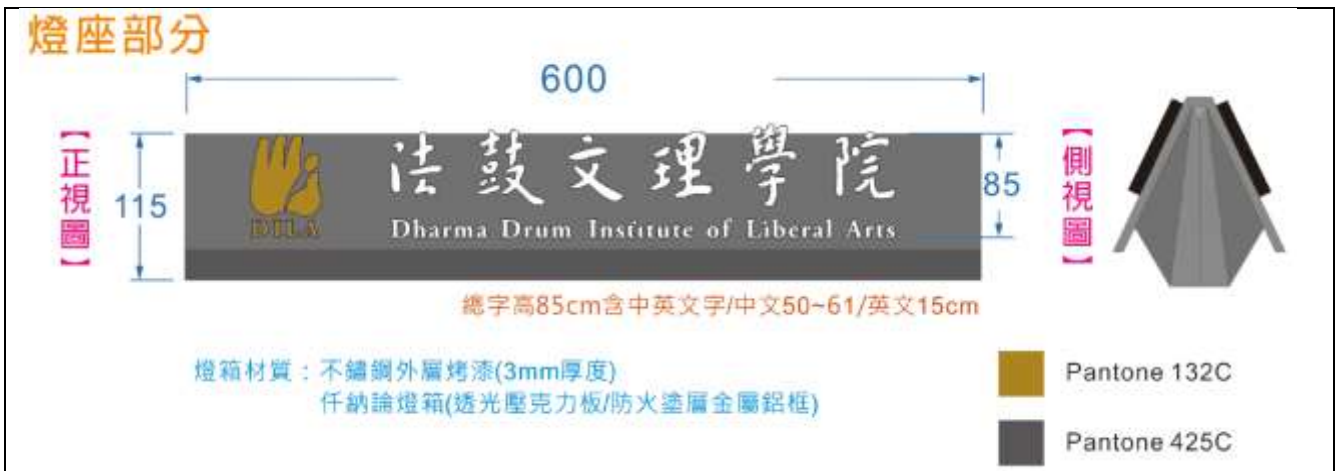 燈座部分
600
【正視圖】
115
DILA
法鼓文理學院
Dharma Drum Institute of Liberal Arts
85
【側視圖】
總字高85cm含中英文字/中文50~61/英文15cm
燈箱材質：不鏽鋼外層烤漆(3mm厚度)
仟納論燈箱(透光壓克力板/防火塗層金屬鋁框)
Pantone 132C
Pantone 425C